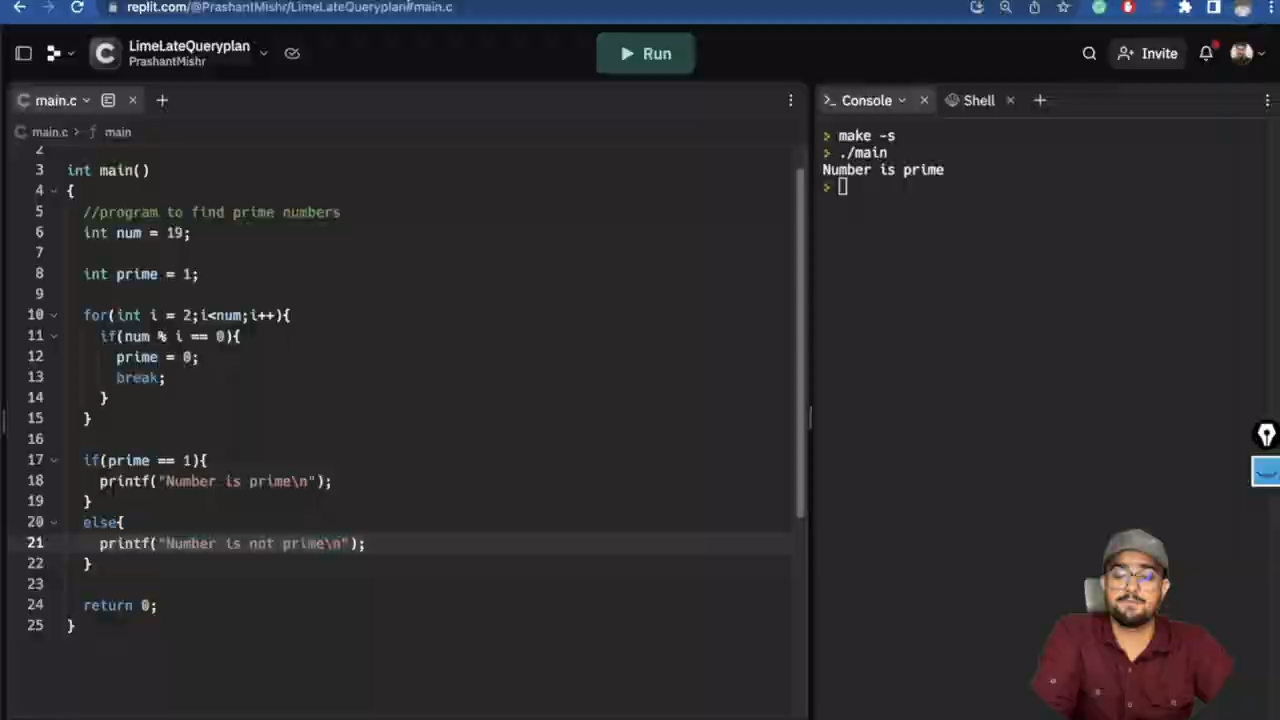 replit.com/@PrashantMishr/LimeLateQueryplan#main.c
C LimeLateQueryplan
PrashantMishr
Run
Invite
C main.c
Console
Shell
C main.c > f main
2
3 int main()
4 {
5 //program to find prime numbers
6 int num = 19;
7
8 int prime = 1;
9
10 for(int i = 2;i<num;i++){
11 if(num % i == 0){
12 prime = 0;
13 break;
14 }
15 }
16
17 if(prime == 1){
18 printf("Number is prime\n");
19 }
20 else{
21 printf("Number is not prime\n");
22 }
23
24 return 0;
25 }
> make -s
> ./main
Number is prime
>